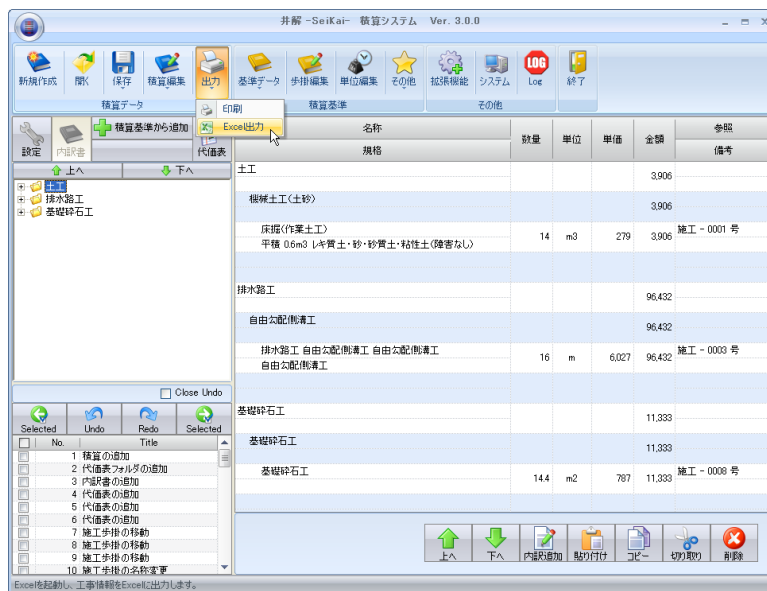 井解 -SeiKai- 積算システム Ver. 3.0.0
新規作成 開く 保存 積算編集 出力 基準データ 歩掛編集 単位編集 その他 拡張機能 システム Log 終了
LOG
積算データ 積算基準 その他
印刷
Excel出力
設定 内訳書 積算基準から追加 代価表
上へ 下へ
土工
排水路工
基礎砕石工
名称 数量 単位 単価 金額 参照
規格 備考
土工
3,906
機械土工(土砂)
3,906
床掘(作業土工) 施工 - 0001 号
14 m3 279 3,906
平積 0.6m3 レキ質土・砂・砂質土・粘性土(障害なし)
排水路工
96,432
自由勾配側溝工
96,432
排水路工 自由勾配側溝工 自由勾配側溝工 施工 - 0003 号
16 m 6,027 96,432
自由勾配側溝工
基礎砕石工
11,333
基礎砕石工
11,333
基礎砕石工 施工 - 0008 号
14.4 m2 787 11,333
Close Undo
Selected Undo Redo Selected
No. Title
1 積算の追加
2 代価表フォルダの追加
3 内訳書の追加
4 代価表の追加
5 代価表の追加
6 代価表の追加
7 施工歩掛の移動
8 施工歩掛の移動
9 施工歩掛の移動
10 施工歩掛の名称変更
上へ 下へ 内訳追加 貼り付け コピー 切り取り 削除
Excelを起動し、工事情報をExcelに出力します。